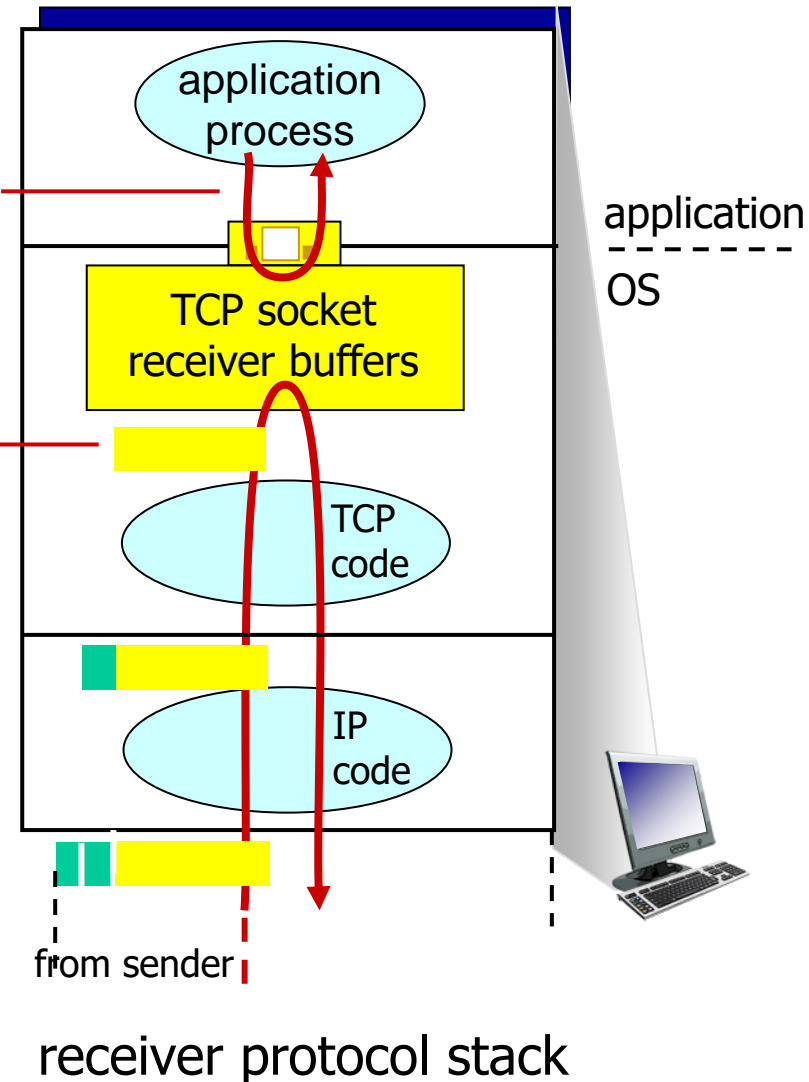 application
process
application
OS
TCP socket
receiver buffers
TCP
code
IP
code
from sender
receiver protocol stack